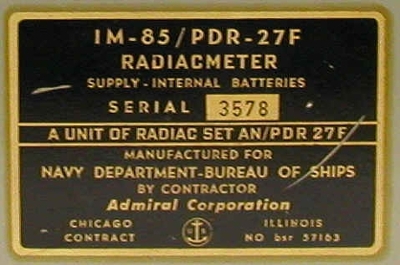 IM-85/PDR-27F
RADIACMETER
SUPPLY-INTERNAL BATTERIES
SERIAL 3578
A UNIT OF RADIAC SET AN/PDR 27F
MANUFACTURED FOR
NAVY DEPARTMENT-BUREAU OF SHIPS
BY CONTRACTOR
Admiral Corporation
CHICAGO ILLINOIS
CONTRACT NO bsr 57163